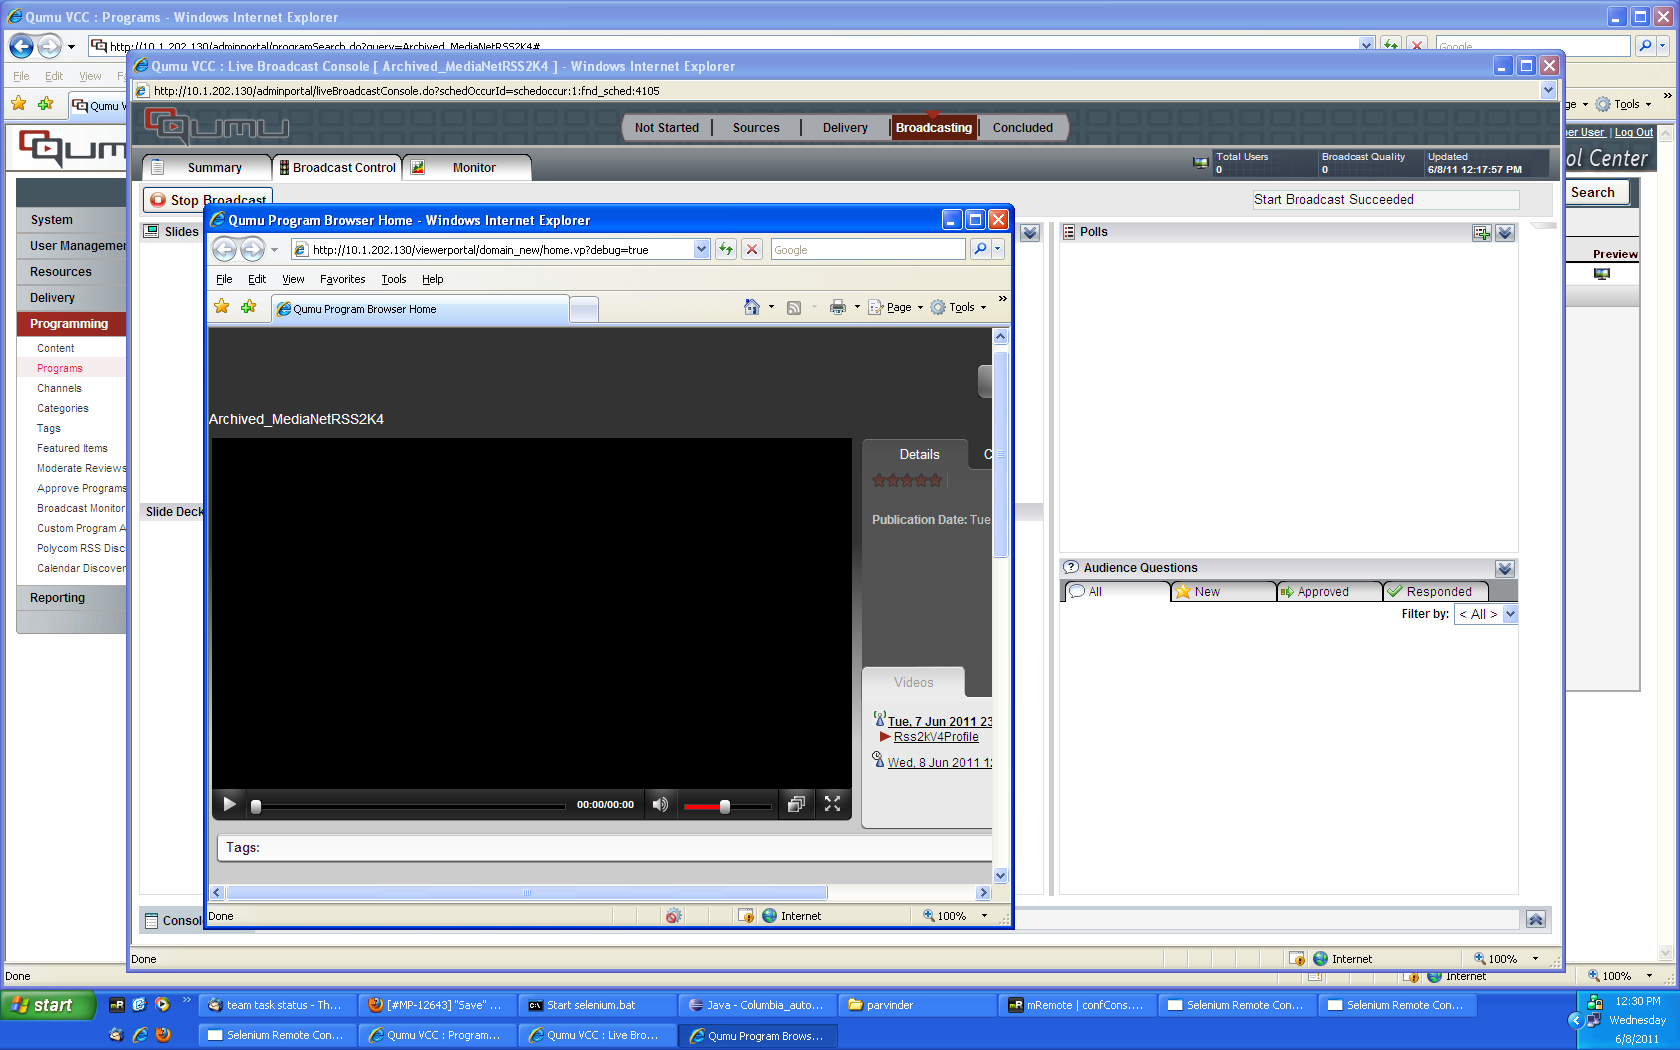 Qumu VCC : Programs - Windows Internet Explorer
http://10.1.202.130/adminportal/programSearch.do?query=Archived_MediaNetRSS2K4#
Google
File Edit View
Qumu V
Tools
Log Out
ol Center
Search
Preview
Qumu
System
User Managemer
Resources
Delivery
Programming
Content
Programs
Channels
Categories
Tags
Featured Items
Moderate Reviews
Approve Programs
Broadcast Monitor
Custom Program A
Polycom RSS Disc
Calendar Discover
Reporting
Done
Internet
100%
Qumu VCC : Live Broadcast Console [ Archived_MediaNetRSS2K4 ] - Windows Internet Explorer
http://10.1.202.130/adminportal/liveBroadcastConsole.do?schedOccurId=schedoccur:1:fnd_sched:4105
Qumu
Not Started
Sources
Delivery
Broadcasting
Concluded
Summary
Broadcast Control
Monitor
Total Users
0
Broadcast Quality
0
Updated
6/8/11 12:17:57 PM
Stop Broadcast
Start Broadcast Succeeded
Slides
Polls
Slide Deck
Audience Questions
All
New
Approved
Responded
Filter by: < All >
Consol
Done
Internet
100%
Qumu Program Browser Home - Windows Internet Explorer
http://10.1.202.130/viewerportal/domain_new/home.vp?debug=true
Google
File Edit View Favorites Tools Help
Qumu Program Browser Home
Page
Tools
Archived_MediaNetRSS2K4
Details
C
Publication Date: Tue
Videos
Tue, 7 Jun 2011 23
Rss2kV4Profile
Wed, 8 Jun 2011 12
00:00/00:00
Tags:
Done
Internet
100%
start
team task status - Th...
[#MP-12643] "Save" ...
Start selenium.bat
Java - Columbia_auto...
parvinder
mRemote | confCons....
Selenium Remote Con...
Selenium Remote Con...
12:30 PM
Selenium Remote Con...
Qumu VCC : Program...
Qumu VCC : Live Bro...
Qumu Program Brows...
Wednesday
6/8/2011